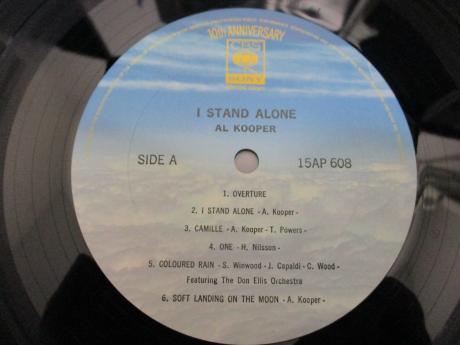 10th ANNIVERSARY
CBS
SONY
I STAND ALONE
AL KOOPER
SIDE A
15AP 608
1. OVERTURE
2. I STAND ALONE - A. Kooper -
3. CAMILLE - A. Kooper - T. Powers -
4. ONE - H. Nilsson -
5. COLOURED RAIN - S. Winwood - J. Capaldi - C. Wood -
Featuring The Don Ellis Orchestra
6. SOFT LANDING ON THE MOON - A. Kooper -